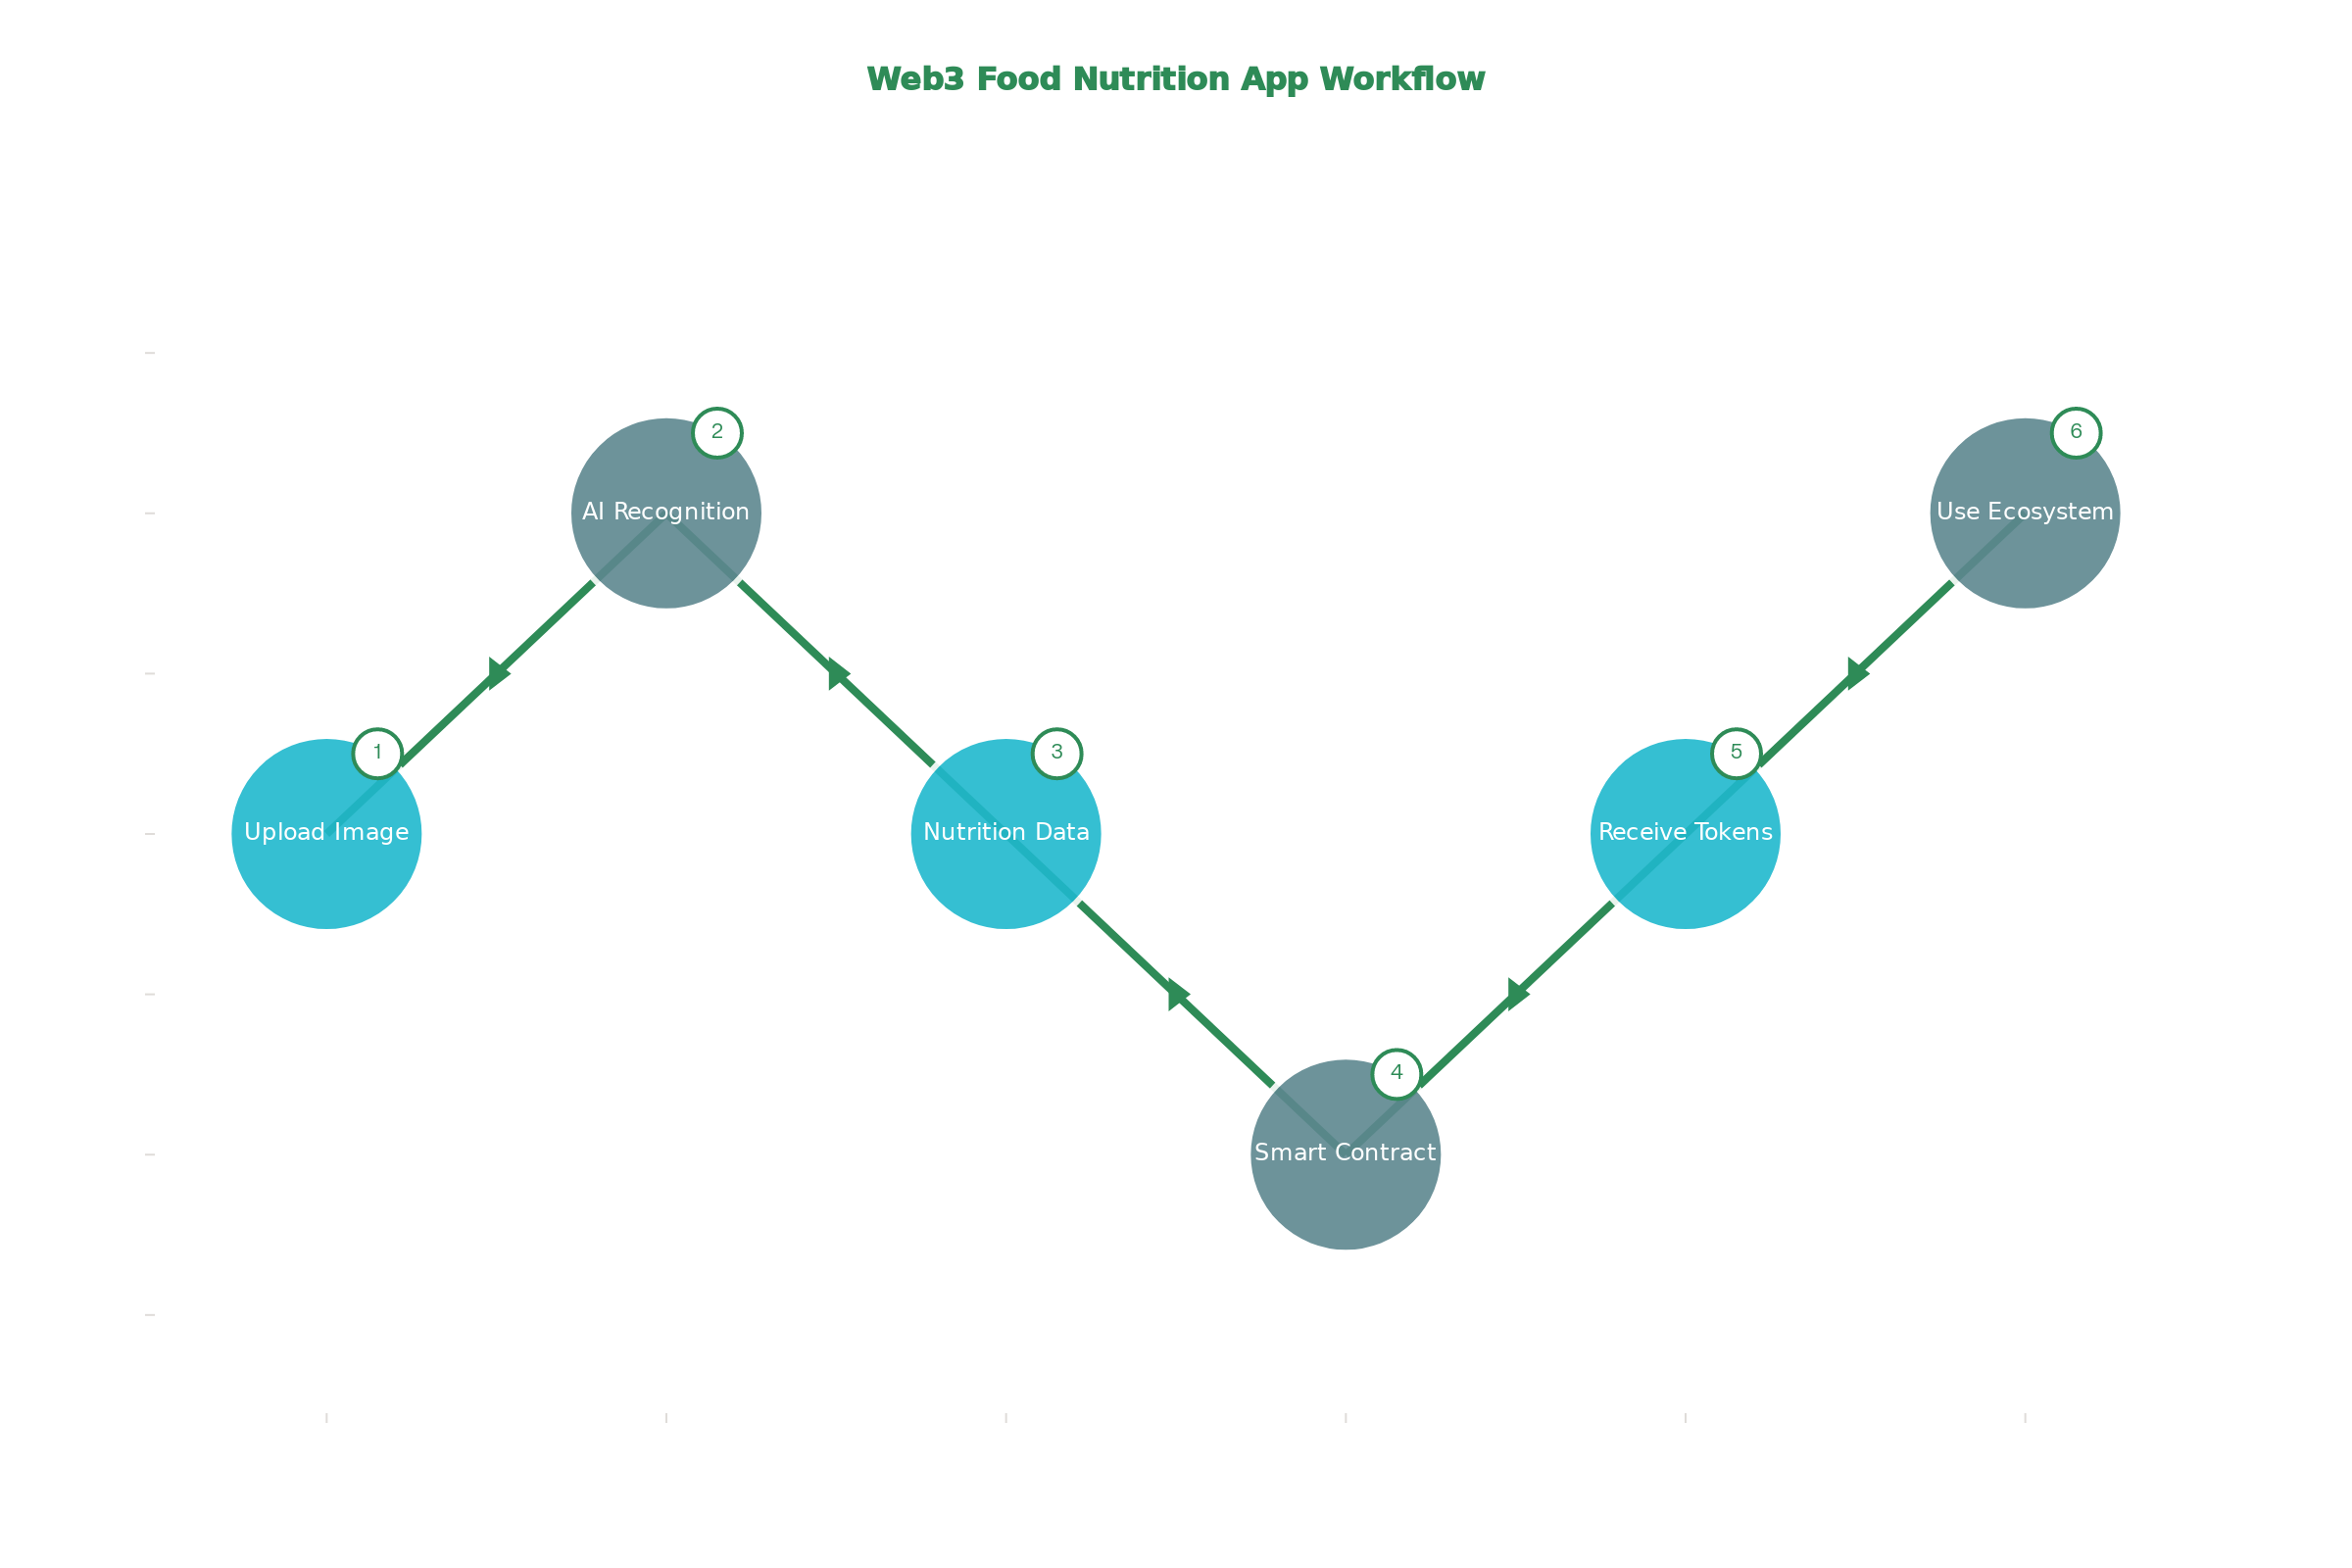 Web3 Food Nutrition App Workflow
1
Upload Image
2
AI Recognition
3
Nutrition Data
4
Smart Contract
5
Receive Tokens
6
Use Ecosystem